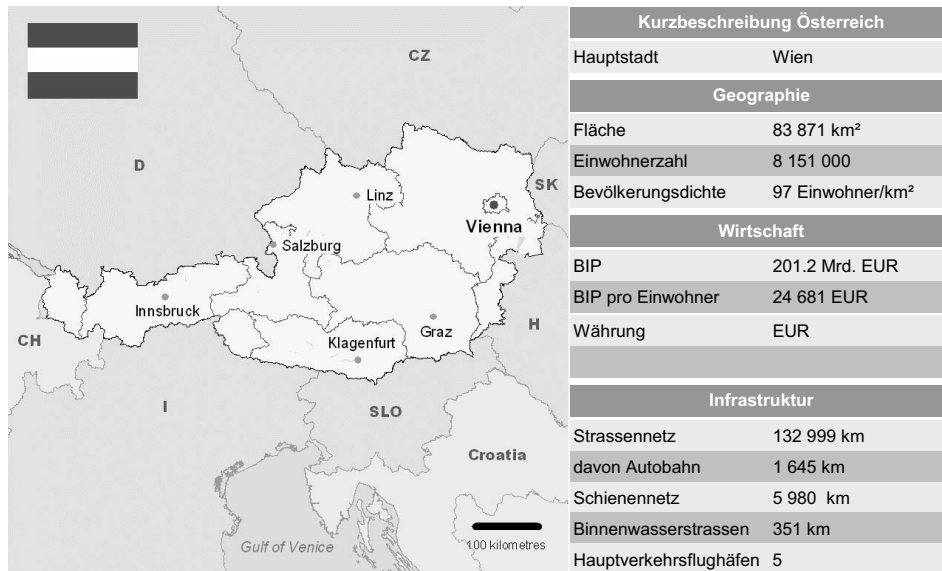 CZ
D
Linz
SK
Vienna
Salzburg
Innsbruck
Graz
H
CH
Klagenfurt
I
SLO
Croatia
Gulf of Venice
100 kilometres
Kurzbeschreibung Österreich
Hauptstadt Wien
Geographie
Fläche 83 871 km²
Einwohnerzahl 8 151 000
Bevölkerungsdichte 97 Einwohner/km²
Wirtschaft
BIP 201.2 Mrd. EUR
BIP pro Einwohner 24 681 EUR
Währung EUR
Infrastruktur
Strassennetz 132 999 km
davon Autobahn 1 645 km
Schienennetz 5 980 km
Binnenwasserstrassen 351 km
Hauptverkehrsflughäfen 5